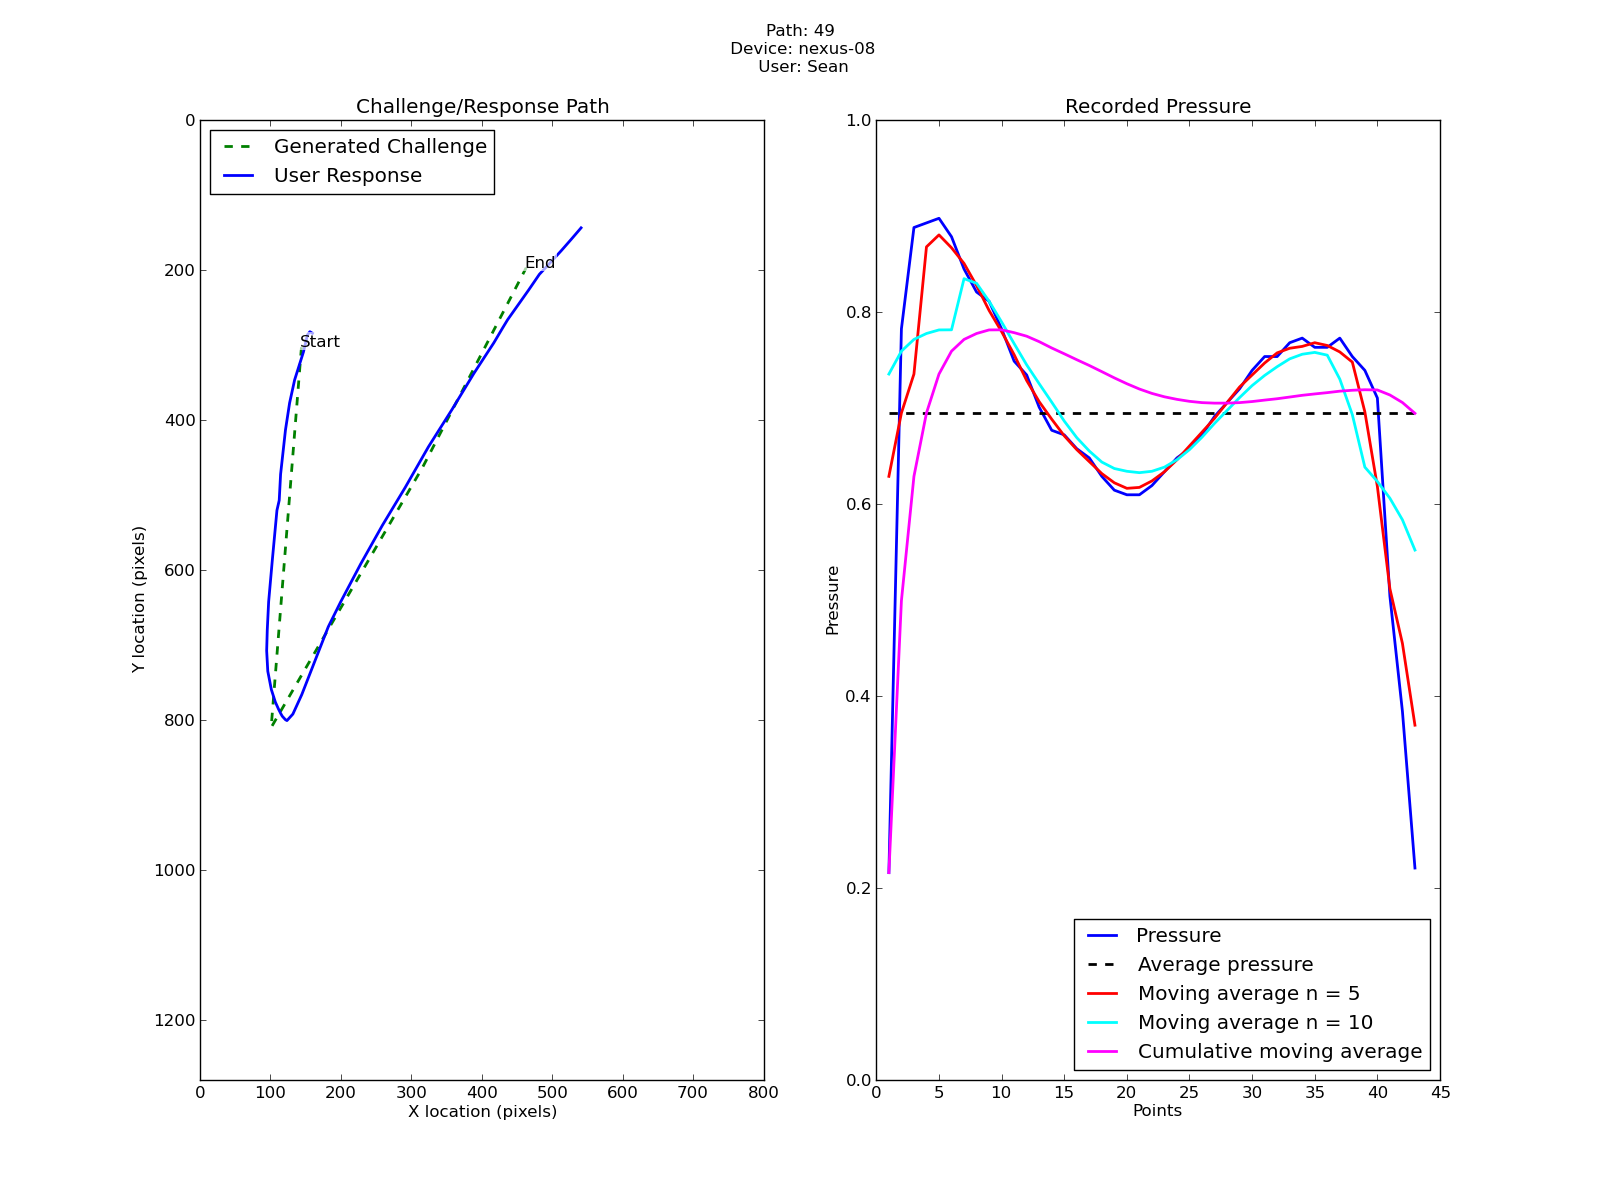 Path: 49
Device: nexus-08
User: Sean
Challenge/Response Path
Generated Challenge
User Response
Start
End
0
200
400
600
800
1000
1200
Y location (pixels)
0 100 200 300 400 500 600 700 800
X location (pixels)
Recorded Pressure
1.0
0.8
0.6
0.4
0.2
0.0
Pressure
Pressure
Average pressure
Moving average n = 5
Moving average n = 10
Cumulative moving average
0 5 10 15 20 25 30 35 40 45
Points